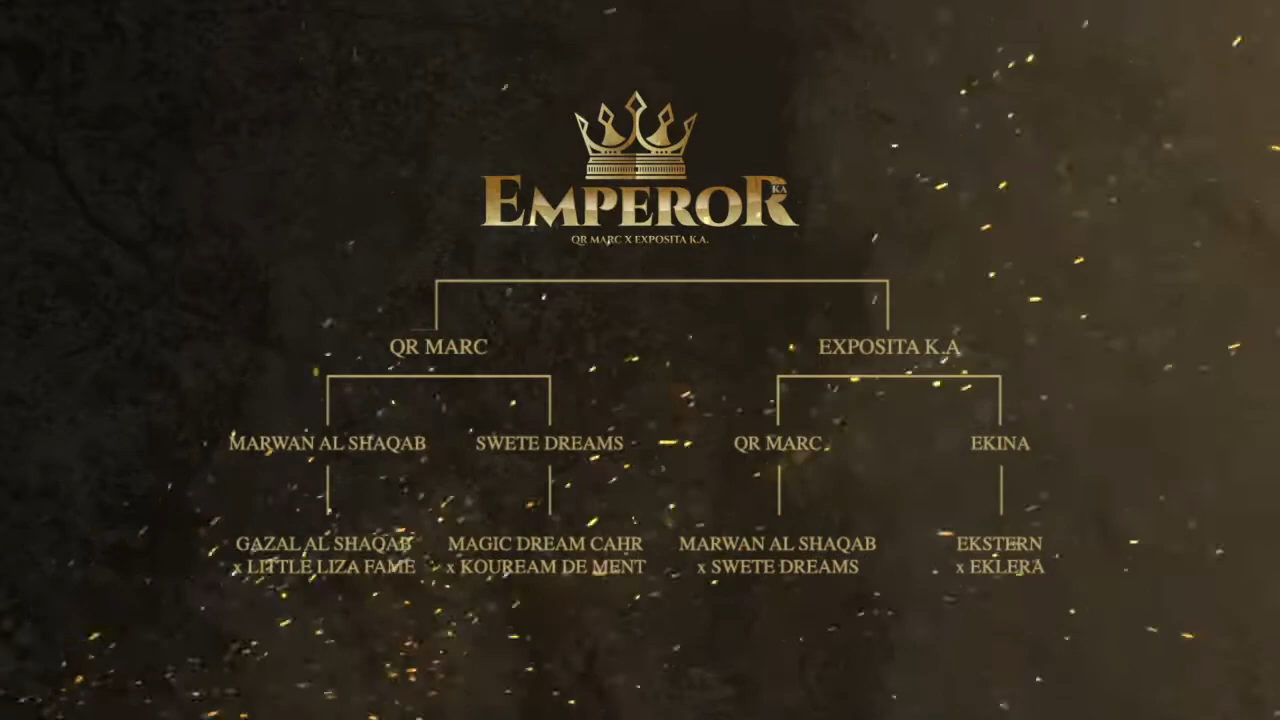 EMPEROR KA
QR MARC X EXPOSITA K.A.
QR MARC
EXPOSITA K.A
MARWAN AL SHAQAB
SWETE DREAMS
QR MARC
EKINA
GAZAL AL SHAQAB
x LITTLE LIZA FAME
MAGIC DREAM CAHR
x KOUREAM DE MENT
MARWAN AL SHAQAB
x SWETE DREAMS
EKSTERN
x EKLERA